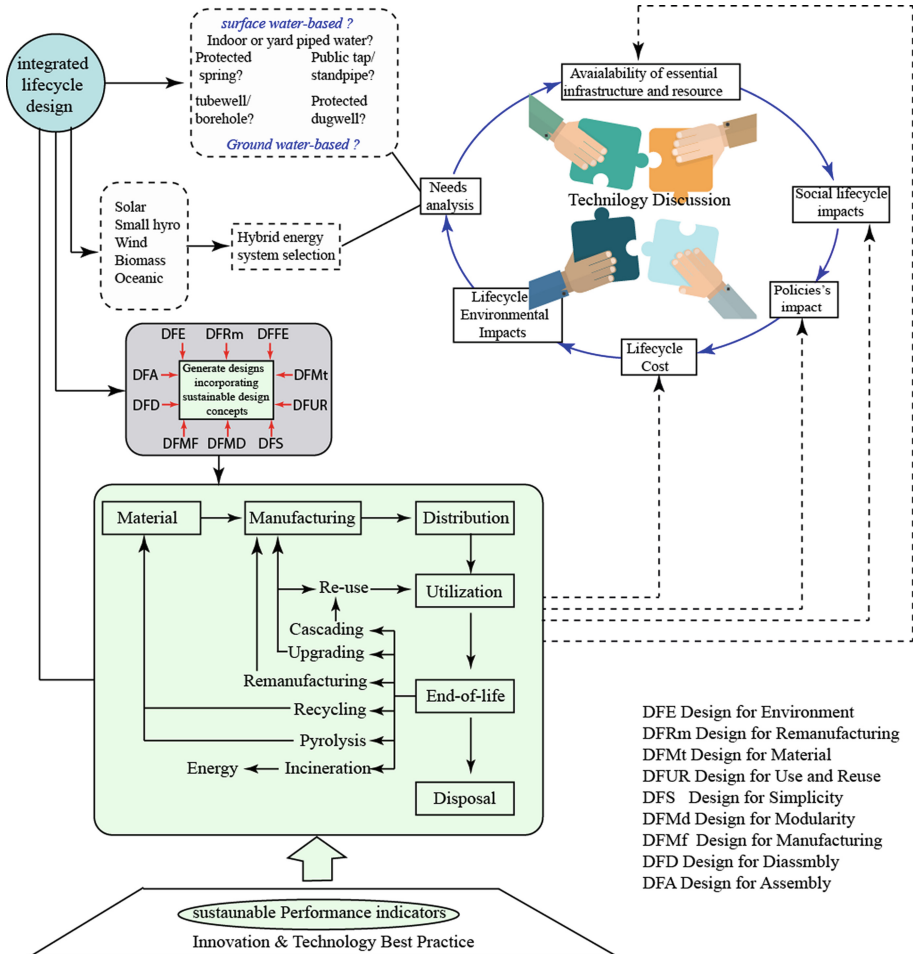 integrated
lifecycle
design
surface water-based ?
Indoor or yard piped water?
Protected
spring?
Public tap/
standpipe?
tubewell/
borehole?
Protected
dugwell?
Ground water-based ?
Solar
Small hyro
Wind
Biomass
Oceanic
Hybrid energy
system selection
Needs
analysis
Avaialability of essential
infrastructure and resource
Technilogy Discussion
Social lifecycle
impacts
Policies's
impact
Lifecycle
Cost
Lifecycle
Environmental
Impacts
DFE
DFRm
DFFE
DFA
DFMt
DFD
DFUR
DFMF
DFMD
DFS
Generate designs
incorporating
sustainable design
concepts
Material
Manufacturing
Distribution
Re-use
Utilization
Cascading
Upgrading
Remanufacturing
End-of-life
Recycling
Pyrolysis
Energy
Incineration
Disposal
DFE Design for Environment
DFRm Design for Remanufacturing
DFMt Design for Material
DFUR Design for Use and Reuse
DFS Design for Simplicity
DFMd Design for Modularity
DFMf Design for Manufacturing
DFD Design for Diassmbly
DFA Design for Assembly
sustaunable Performance indicators
Innovation & Technology Best Practice